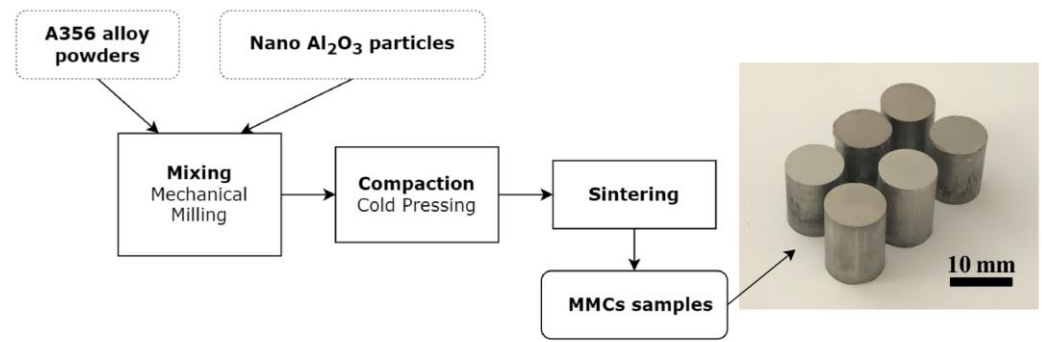 A356 alloy
powders
Nano Al₂O₃ particles
Mixing
Mechanical
Milling
Compaction
Cold Pressing
Sintering
MMCs samples
10 mm